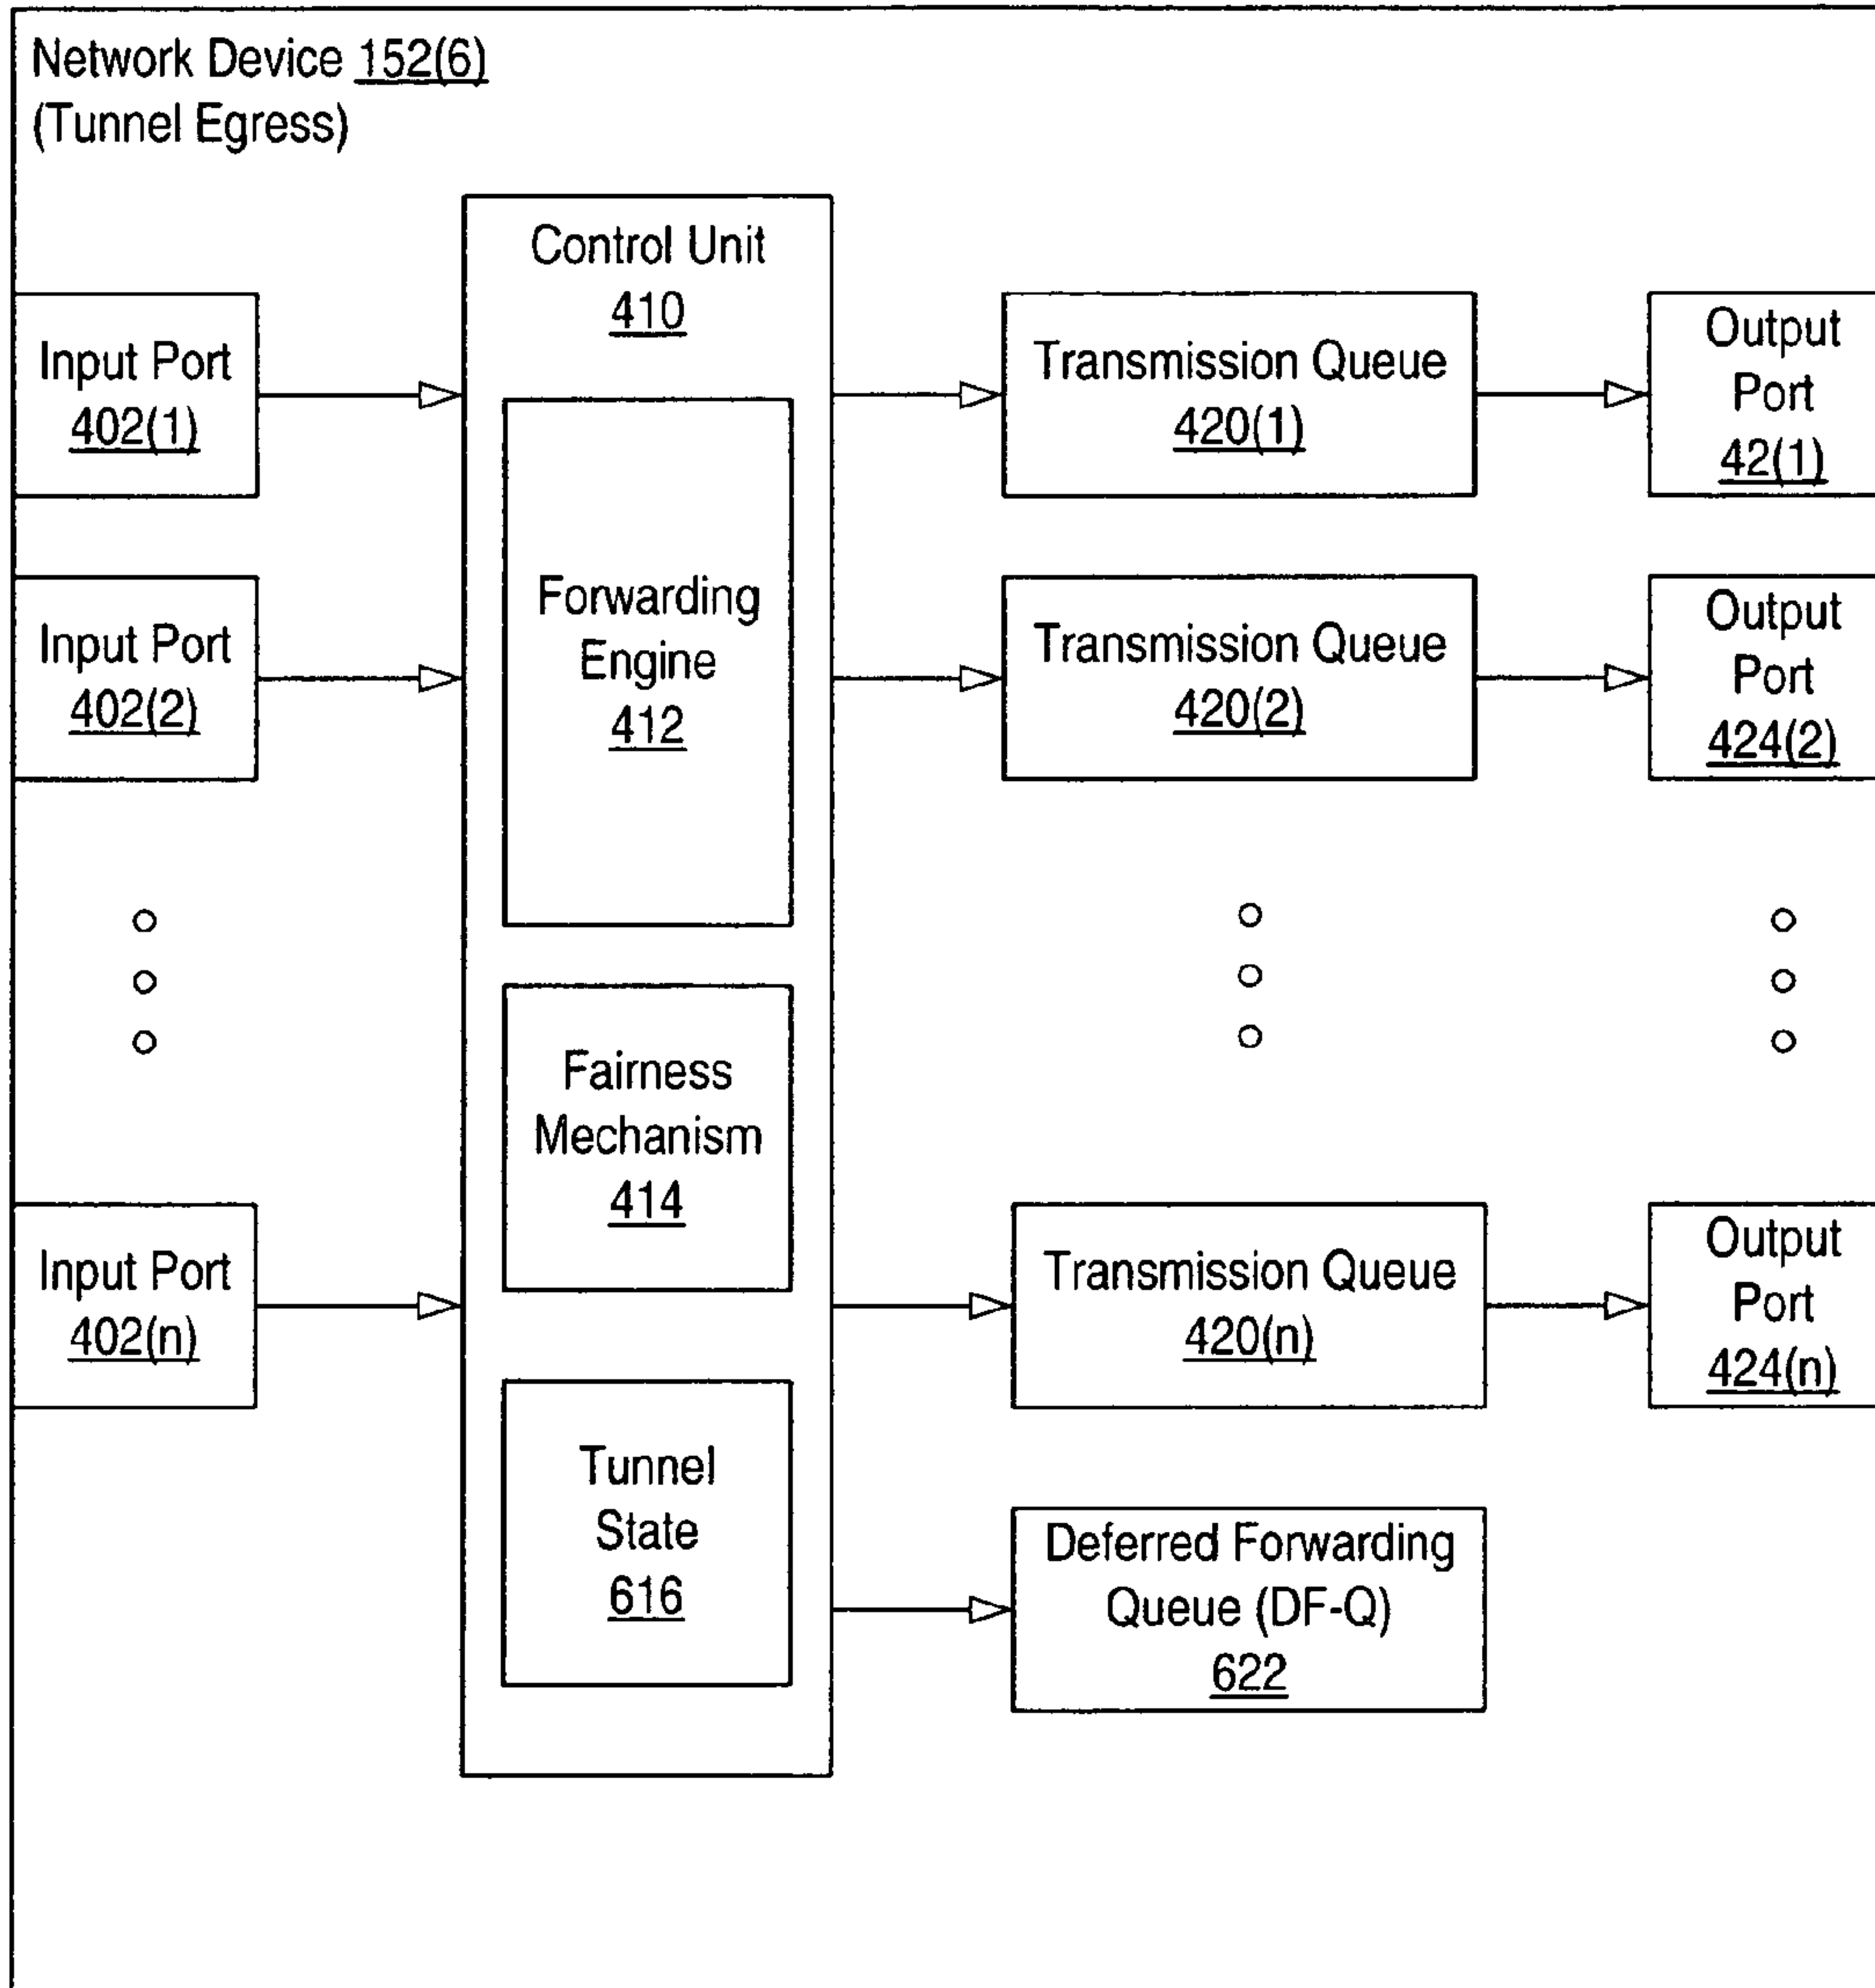 Network Device 152(6)
(Tunnel Egress)
Control Unit
410
Input Port
402(1)
Transmission Queue
420(1)
Output
Port
42(1)
Forwarding
Engine
412
Input Port
402(2)
Transmission Queue
420(2)
Output
Port
424(2)
Fairness
Mechanism
414
Input Port
402(n)
Transmission Queue
420(n)
Output
Port
424(n)
Tunnel
State
616
Deferred Forwarding
Queue (DF-Q)
622